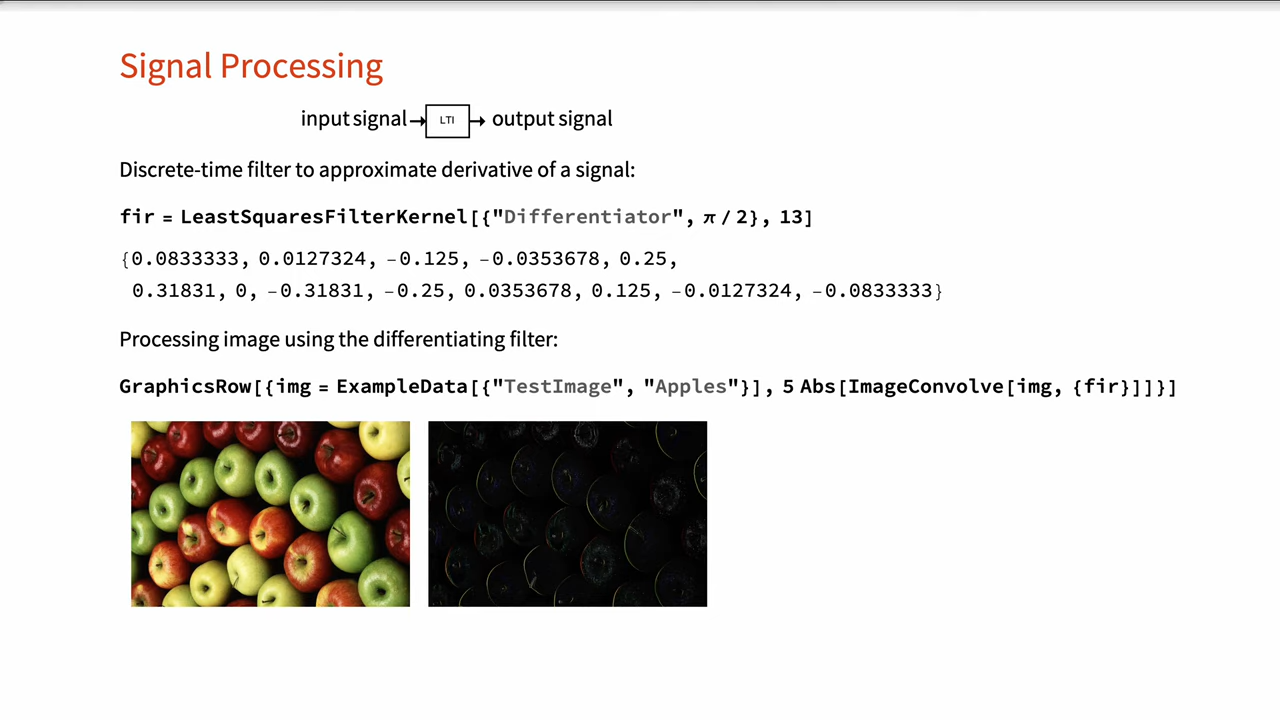 Signal Processing
input signal LTI output signal
Discrete-time filter to approximate derivative of a signal:
fir = LeastSquaresFilterKernel[{"Differentiator", π / 2}, 13]
{0.0833333, 0.0127324, -0.125, -0.0353678, 0.25,
0.31831, 0, -0.31831, -0.25, 0.0353678, 0.125, -0.0127324, -0.0833333}
Processing image using the differentiating filter:
GraphicsRow[{img = ExampleData[{"TestImage", "Apples"}], 5 Abs[ImageConvolve[img, {fir}]]}]